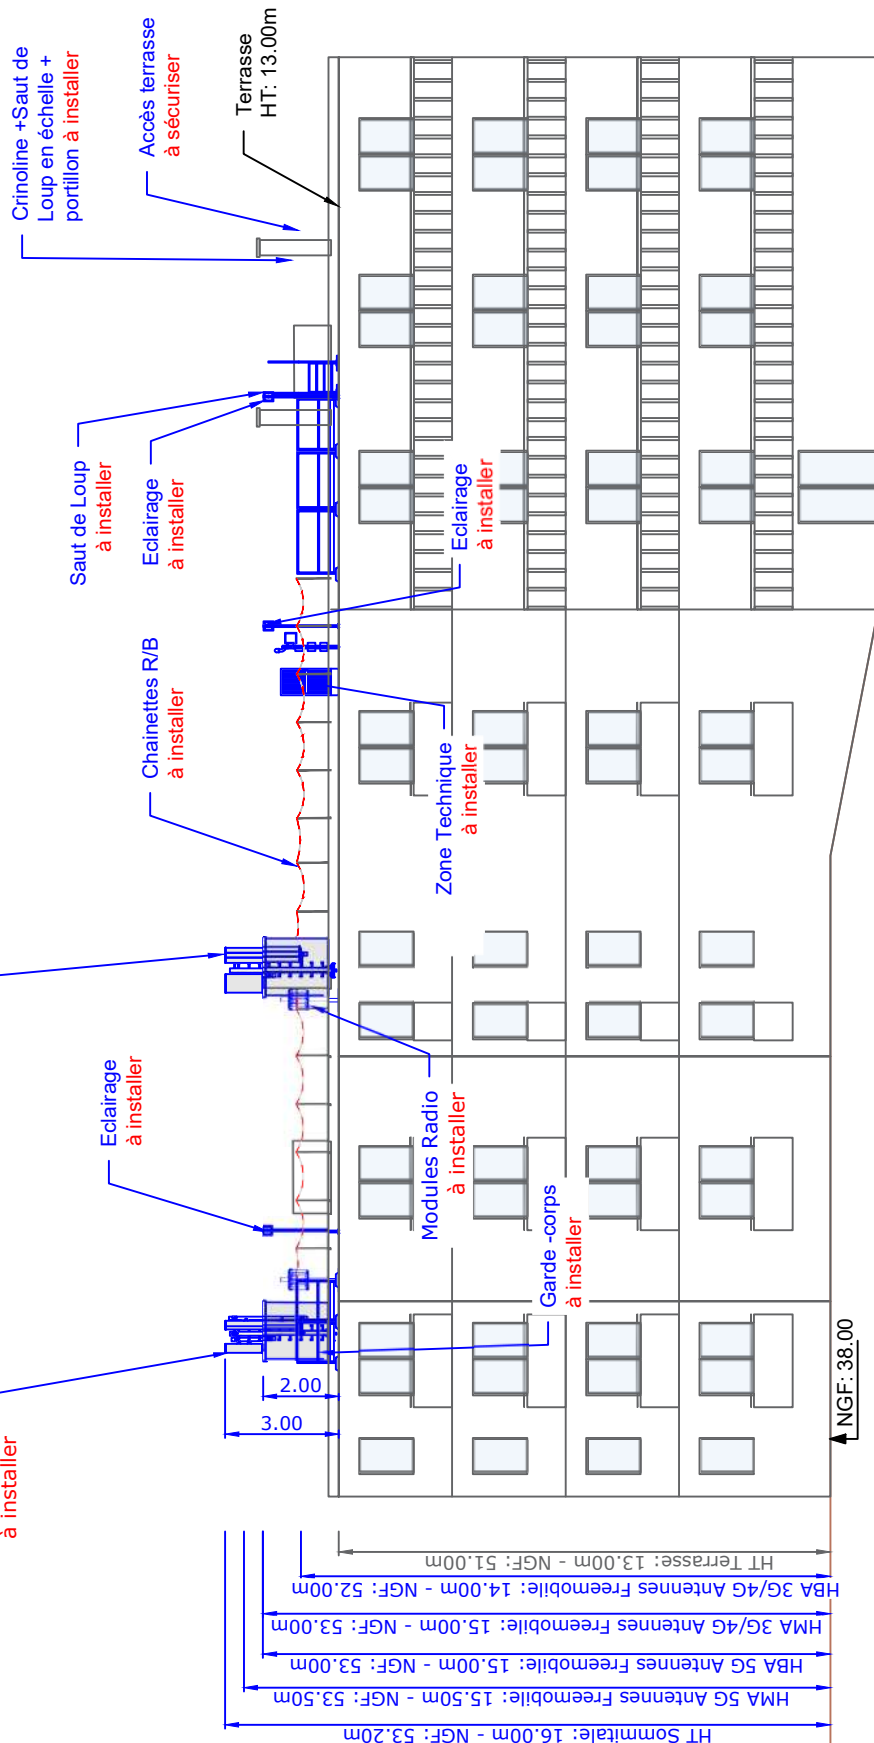 à installer
Crinoline +Saut de
Loup en échelle +
portillon à installer
Accès terrasse
à sécuriser
Terrasse
HT: 13.00m
Saut de Loup
à installer
Eclairage
à installer
Eclairage
à installer
Chainettes R/B
à installer
Zone Technique
à installer
Eclairage
à installer
Modules Radio
à installer
Garde -corps
à installer
2.00
3.00
NGF: 38.00
HT Terrasse: 13.00m - NGF: 51.00m
HBA 3G/4G Antennes Freemobile: 14.00m - NGF: 52.00m
HMA 3G/4G Antennes Freemobile: 15.00m - NGF: 53.00m
HBA 5G Antennes Freemobile: 15.00m - NGF: 53.00m
HMA 5G Antennes Freemobile: 15.50m - NGF: 53.50m
HT Sommitale: 16.00m - NGF: 53.20m